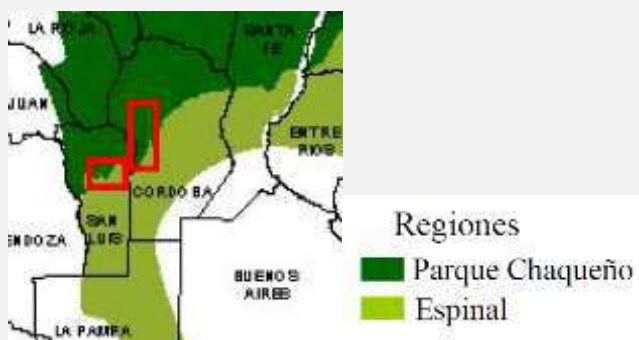 LA RIOJA
SANTA
FE
JUAN
ENTRE
RIOS
CORDOBA
SAN
LUIS
ENDOZA
BUENOS
AIRES
LA PAMPA
Regiones
Parque Chaqueño
Espinal